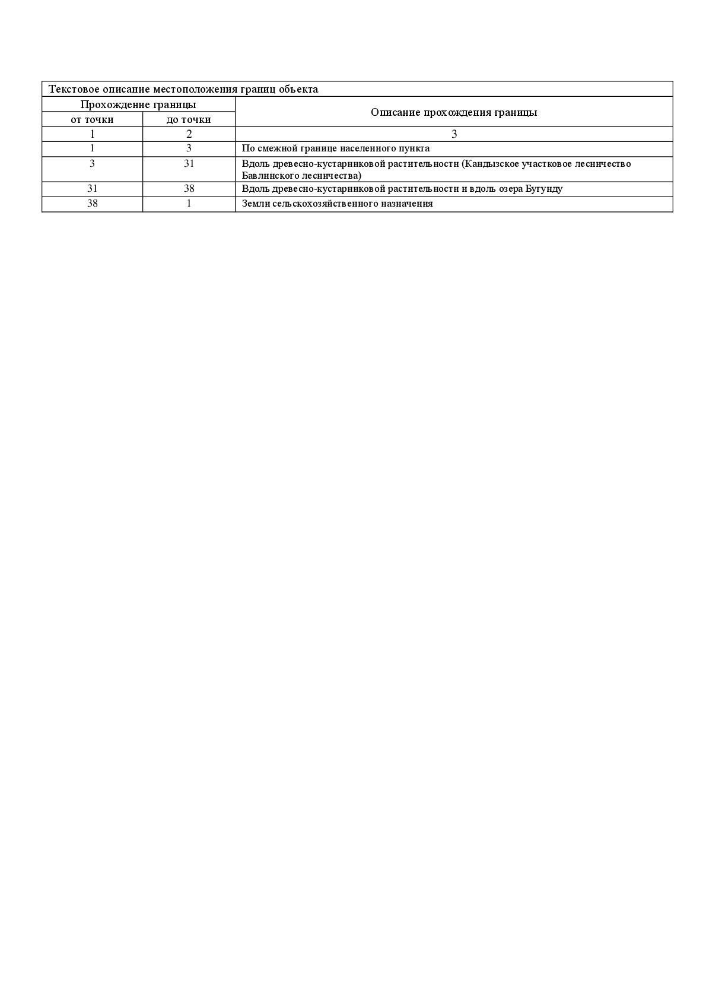 Текстовое описание местоположения границ объекта
Прохождение границы
Описание прохождения границы
от точки до точки
1 2 3
1 3 По смежной границе населенного пункта
3 31 Вдоль древесно-кустарниковой растительности (Кандызское участковое лесничество
Бавлинского лесничества)
31 38 Вдоль древесно-кустарниковой растительности и вдоль озера Бугунду
38 1 Земли сельскохозяйственного назначения